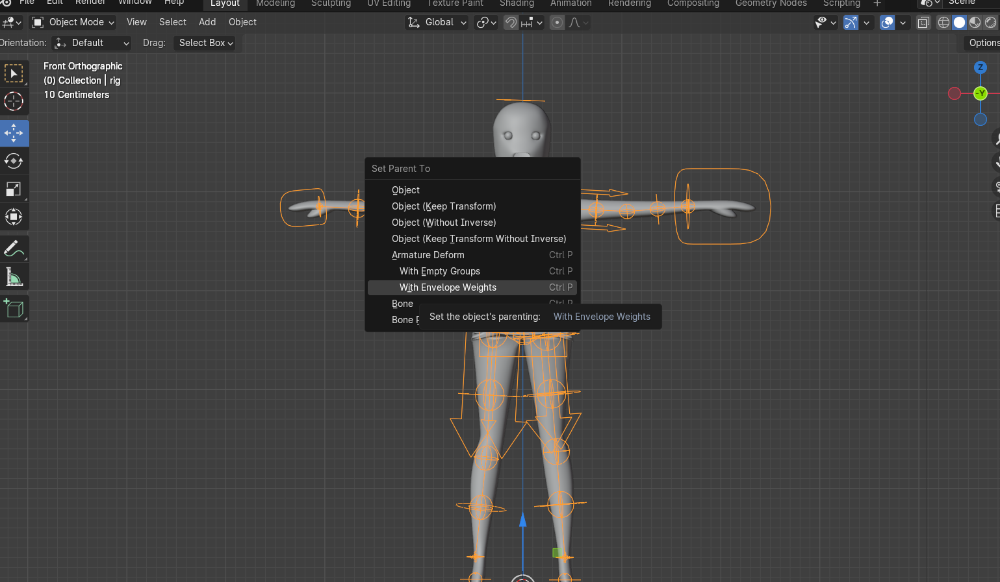 File Edit Render Window Help Layout Modeling Sculpting UV Editing Texture Paint Shading Animation Rendering Compositing Geometry Nodes Scripting + Scene
Object Mode View Select Add Object Global
Orientation: Default Drag: Select Box Options
Front Orthographic
(0) Collection | rig
10 Centimeters
Z
-Y
Set Parent To
Object
Object (Keep Transform)
Object (Without Inverse)
Object (Keep Transform Without Inverse)
Armature Deform Ctrl P
With Empty Groups Ctrl P
With Envelope Weights Ctrl P
Bone Ctrl P
Bone
Set the object's parenting: With Envelope Weights